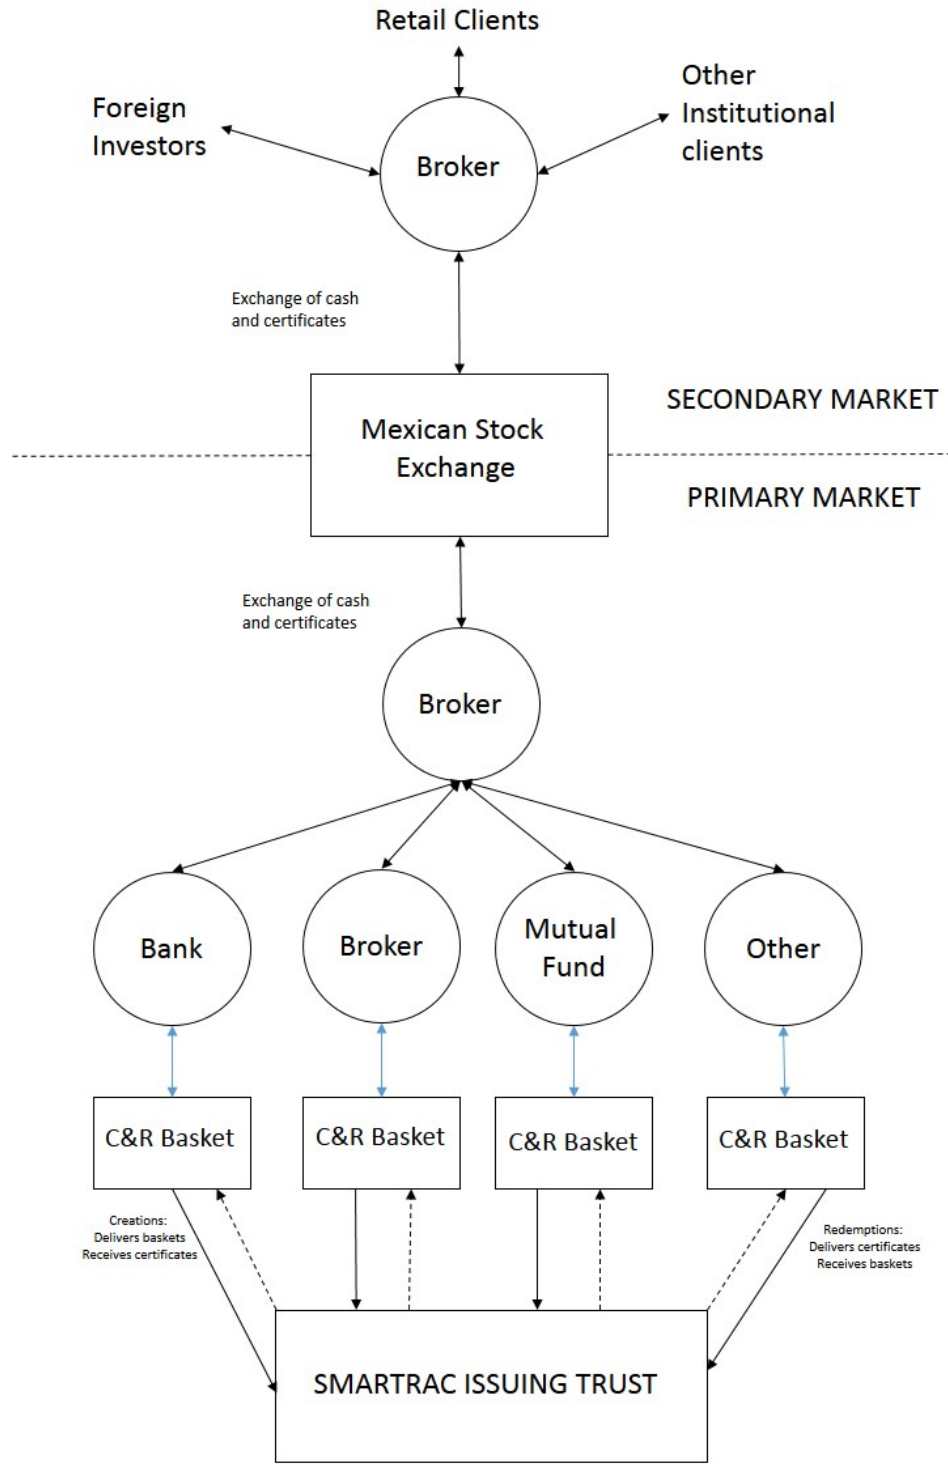 Retail Clients
Foreign
Investors
Other
Institutional
clients
Broker
Exchange of cash
and certificates
Mexican Stock
Exchange
SECONDARY MARKET
PRIMARY MARKET
Exchange of cash
and certificates
Broker
Bank
Broker
Mutual
Fund
Other
C&R Basket
C&R Basket
C&R Basket
C&R Basket
Creations:
Delivers baskets
Receives certificates
Redemptions:
Delivers certificates
Receives baskets
SMARTRAC ISSUING TRUST